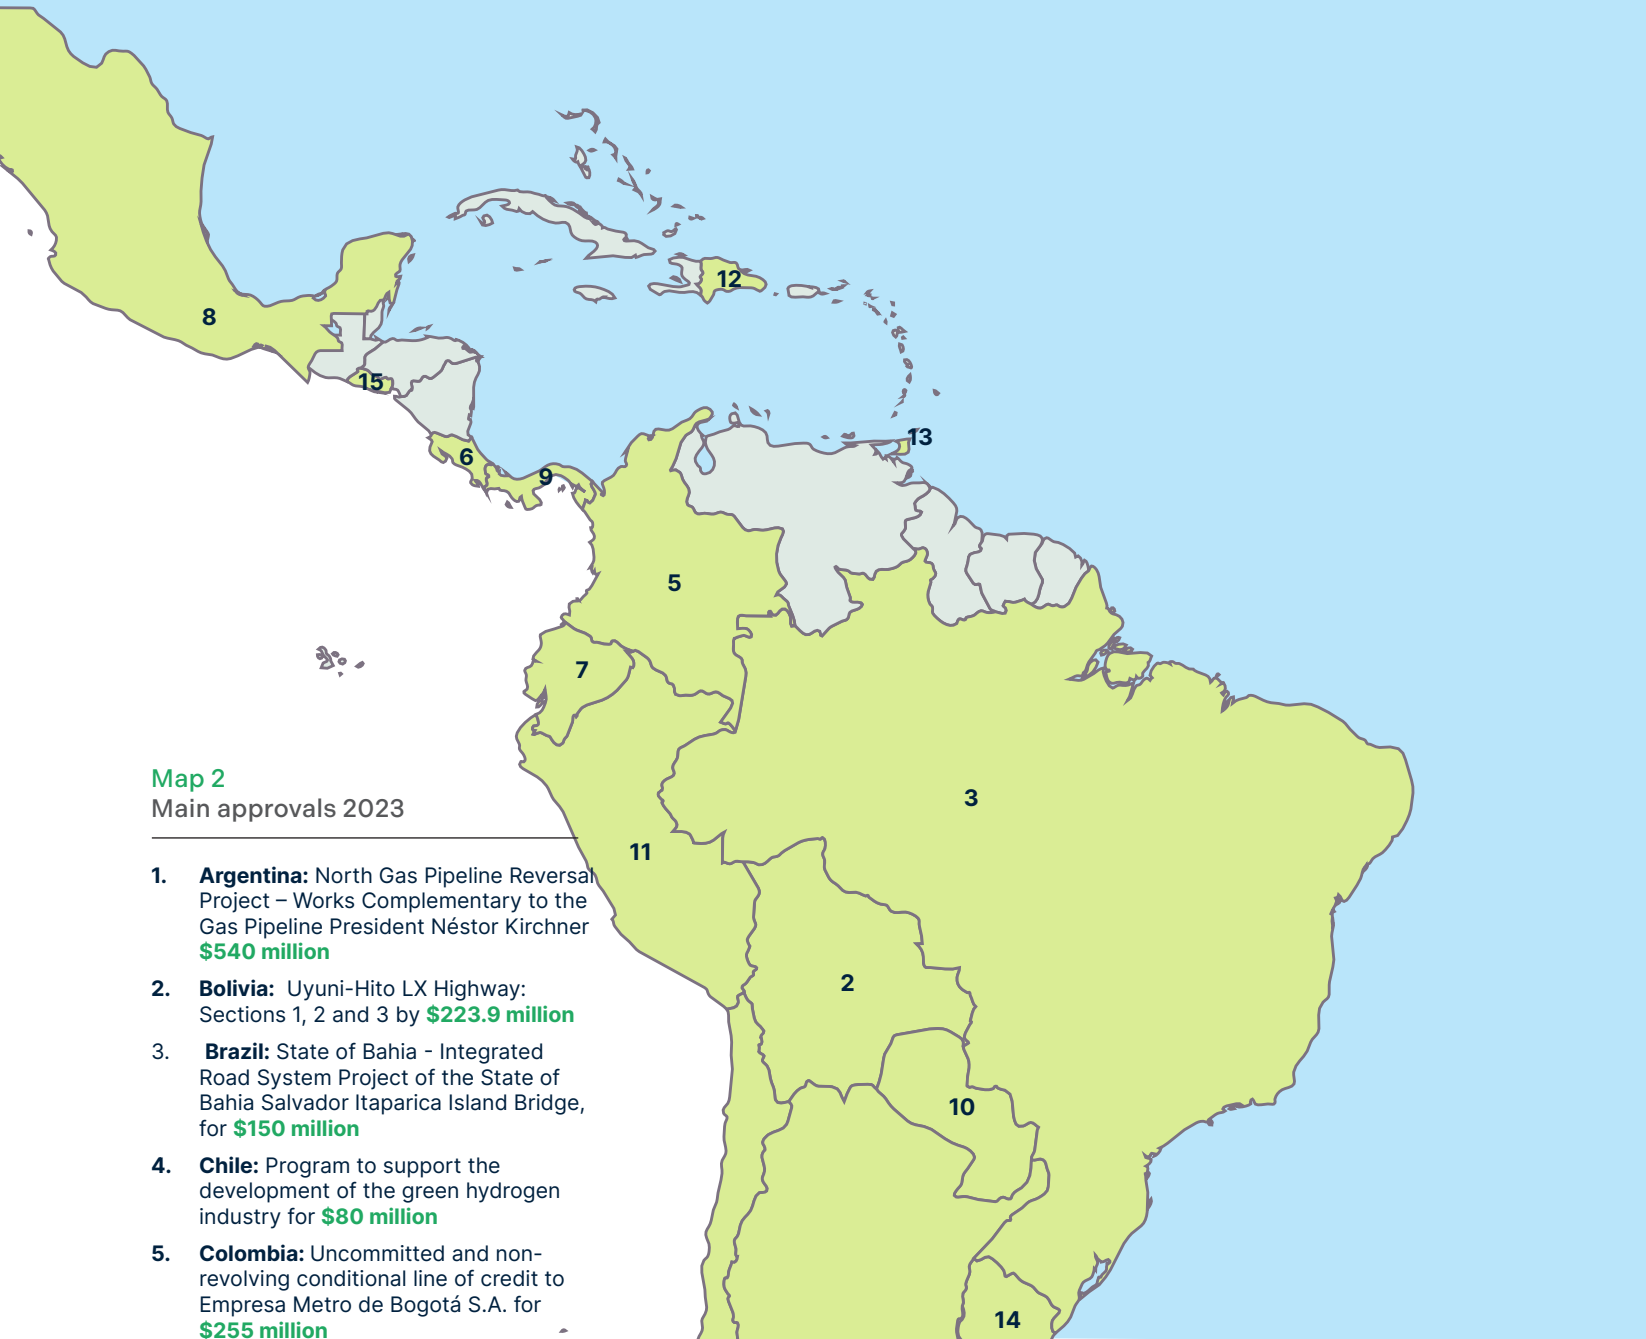 12
8
15
13
6
9
5
7
3
11
2
10
14
Map 2
Main approvals 2023
1. Argentina: North Gas Pipeline Reversal
Project – Works Complementary to the
Gas Pipeline President Néstor Kirchner
$540 million
2. Bolivia: Uyuni-Hito LX Highway:
Sections 1, 2 and 3 by $223.9 million
3. Brazil: State of Bahia - Integrated
Road System Project of the State of
Bahia Salvador Itaparica Island Bridge,
for $150 million
4. Chile: Program to support the
development of the green hydrogen
industry for $80 million
5. Colombia: Uncommitted and non-
revolving conditional line of credit to
Empresa Metro de Bogotá S.A. for
$255 million